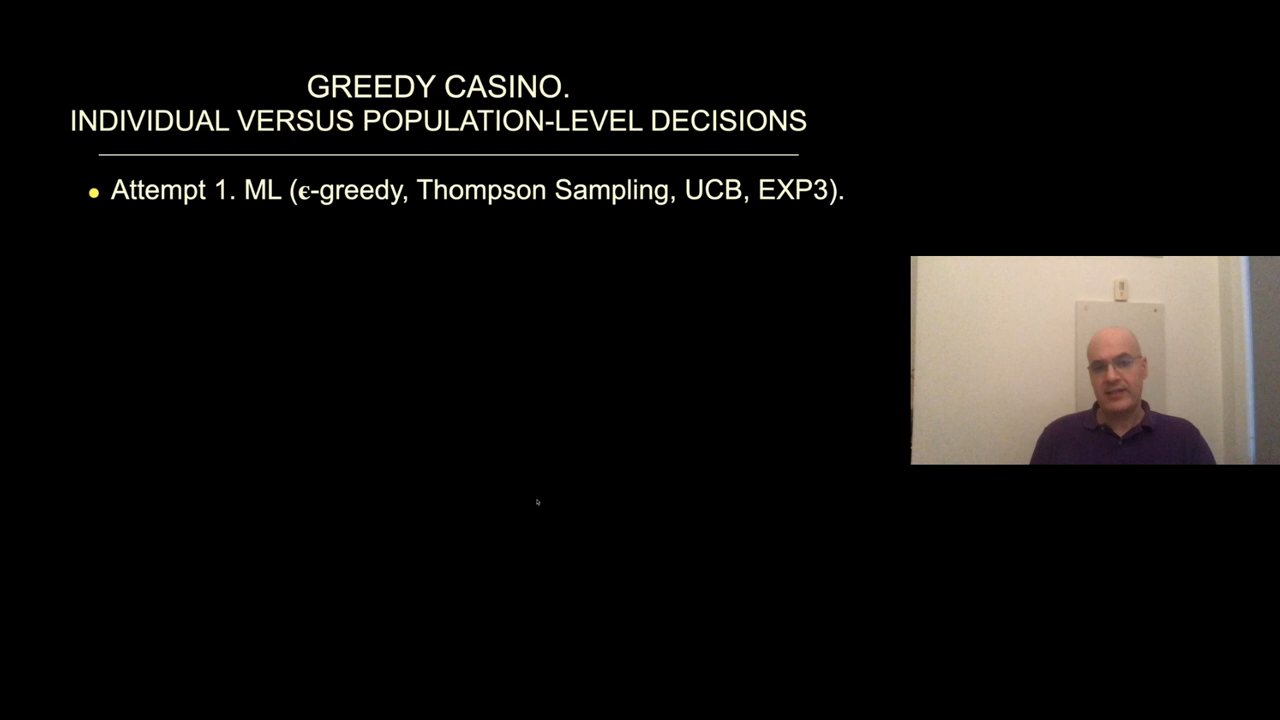 GREEDY CASINO.
INDIVIDUAL VERSUS POPULATION-LEVEL DECISIONS
• Attempt 1. ML (ϵ-greedy, Thompson Sampling, UCB, EXP3).